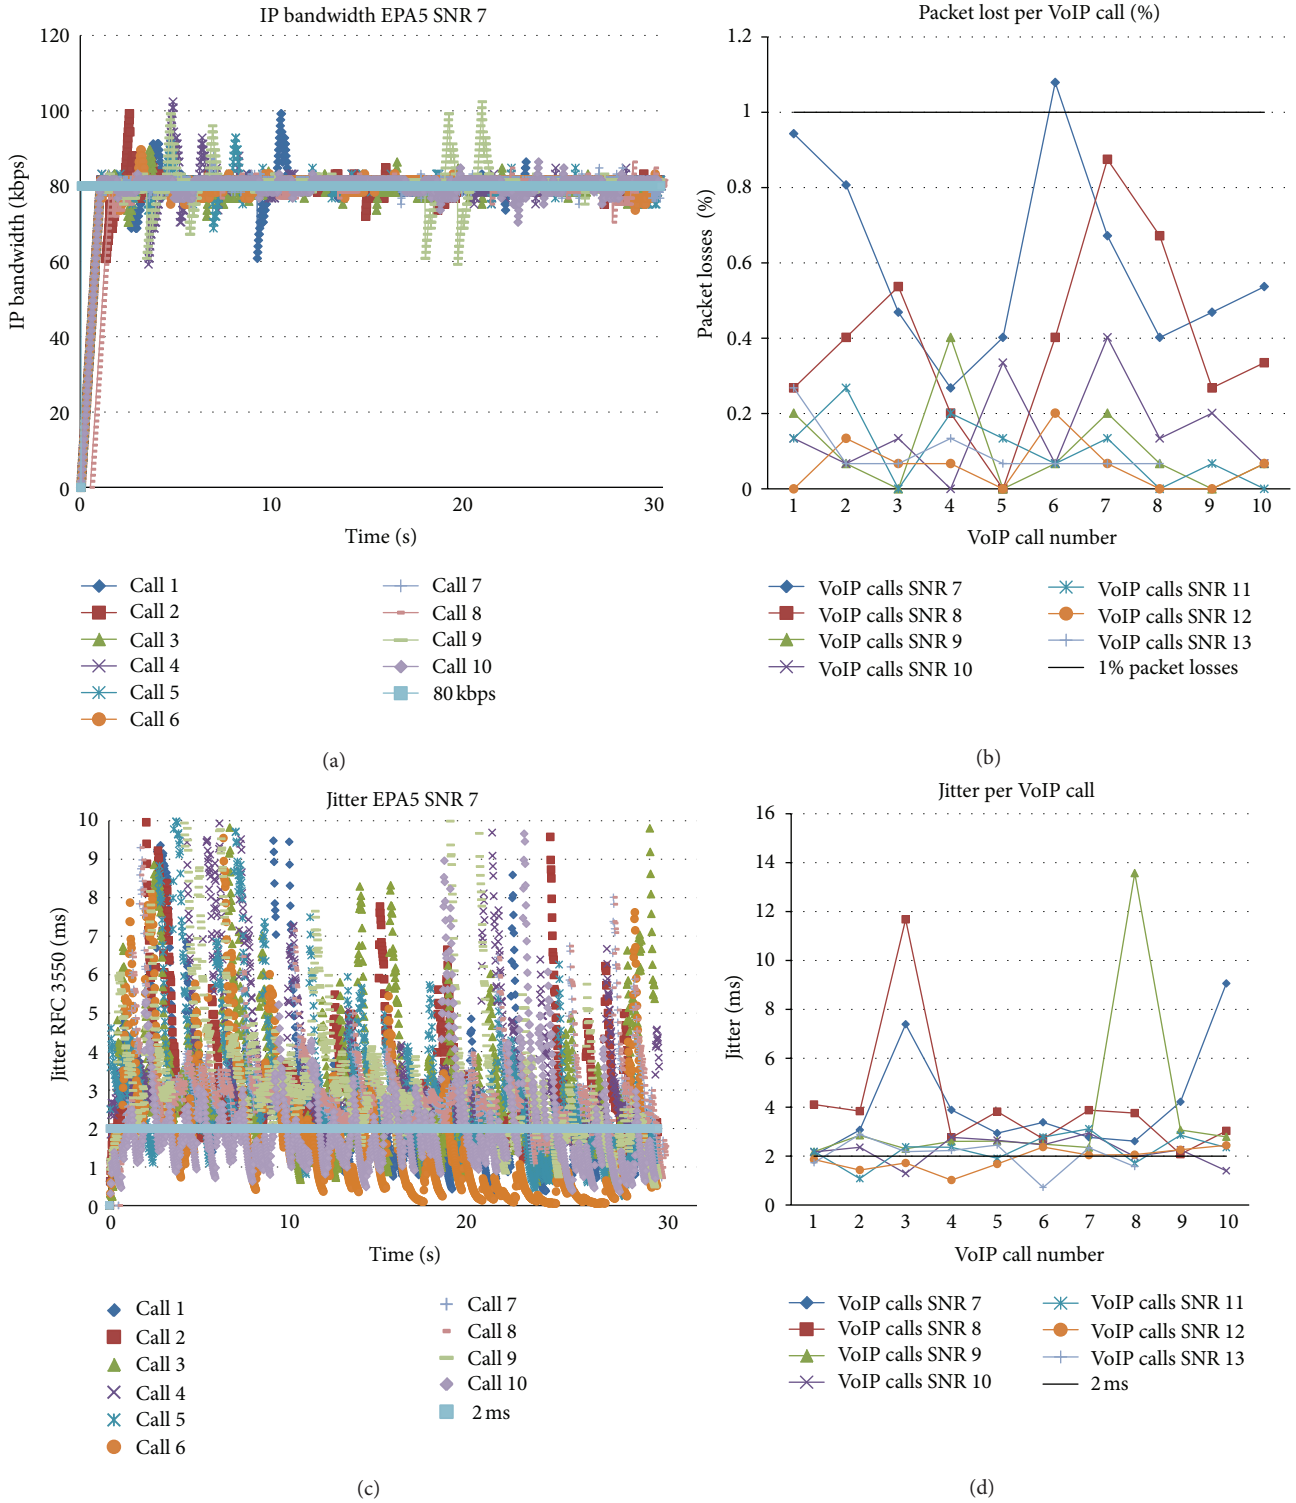 IP bandwidth EPA5 SNR 7
120
100
80
60
40
20
0
IP bandwidth (kbps)
0
10
20
30
Time (s)
Call 1
Call 2
Call 3
Call 4
Call 5
Call 6
Call 7
Call 8
Call 9
Call 10
80 kbps
(a)
Packet lost per VoIP call (%)
1.2
1
0.8
0.6
0.4
0.2
0
Packet losses (%)
1 2 3 4 5 6 7 8 9 10
VoIP call number
VoIP calls SNR 7
VoIP calls SNR 8
VoIP calls SNR 9
VoIP calls SNR 10
VoIP calls SNR 11
VoIP calls SNR 12
VoIP calls SNR 13
1% packet losses
(b)
Jitter EPA5 SNR 7
10
9
8
7
6
5
4
3
2
1
0
Jitter RFC 3550 (ms)
0
10
20
30
Time (s)
Call 1
Call 2
Call 3
Call 4
Call 5
Call 6
Call 7
Call 8
Call 9
Call 10
2 ms
(c)
Jitter per VoIP call
16
14
12
10
8
6
4
2
0
Jitter (ms)
1 2 3 4 5 6 7 8 9 10
VoIP call number
VoIP calls SNR 7
VoIP calls SNR 8
VoIP calls SNR 9
VoIP calls SNR 10
VoIP calls SNR 11
VoIP calls SNR 12
VoIP calls SNR 13
2 ms
(d)